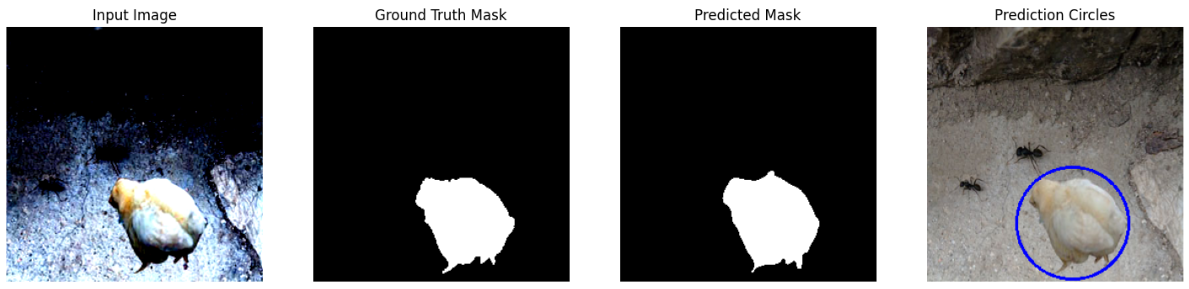 Input Image
Ground Truth Mask
Predicted Mask
Prediction Circles